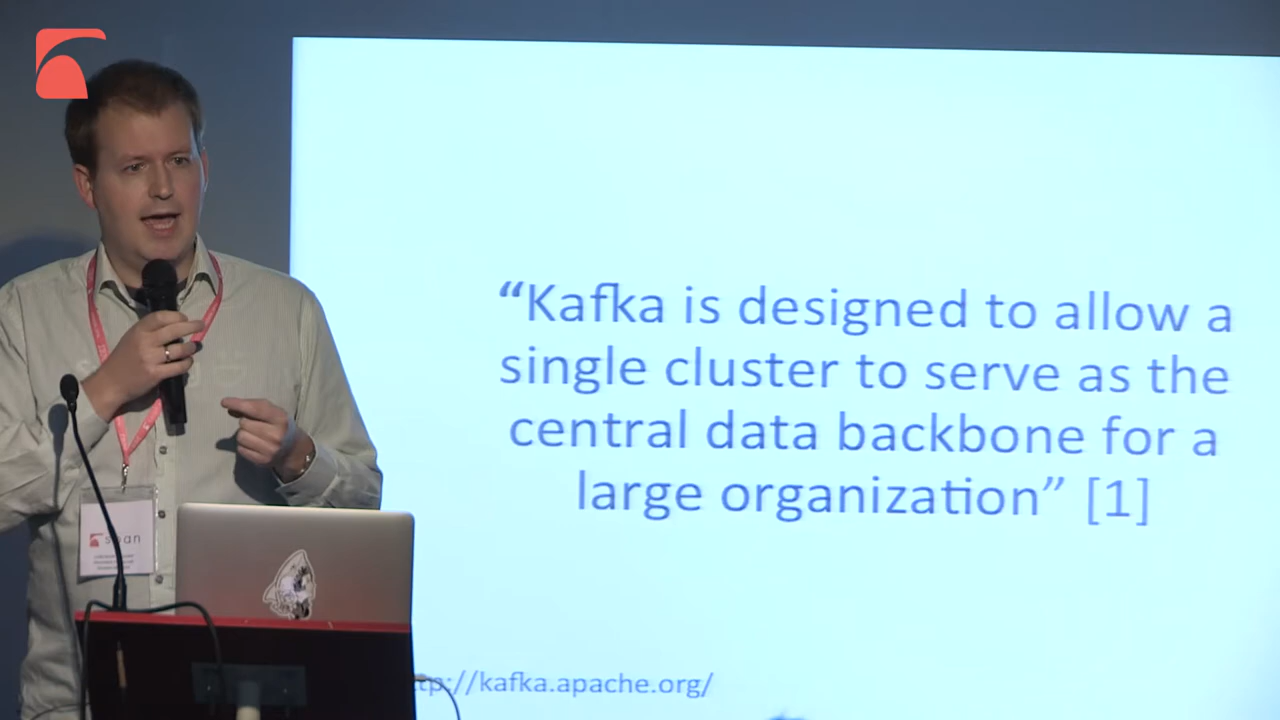 “Kafka is designed to allow a
single cluster to serve as the
central data backbone for a
large organization” [1]
tp://kafka.apache.org/
span